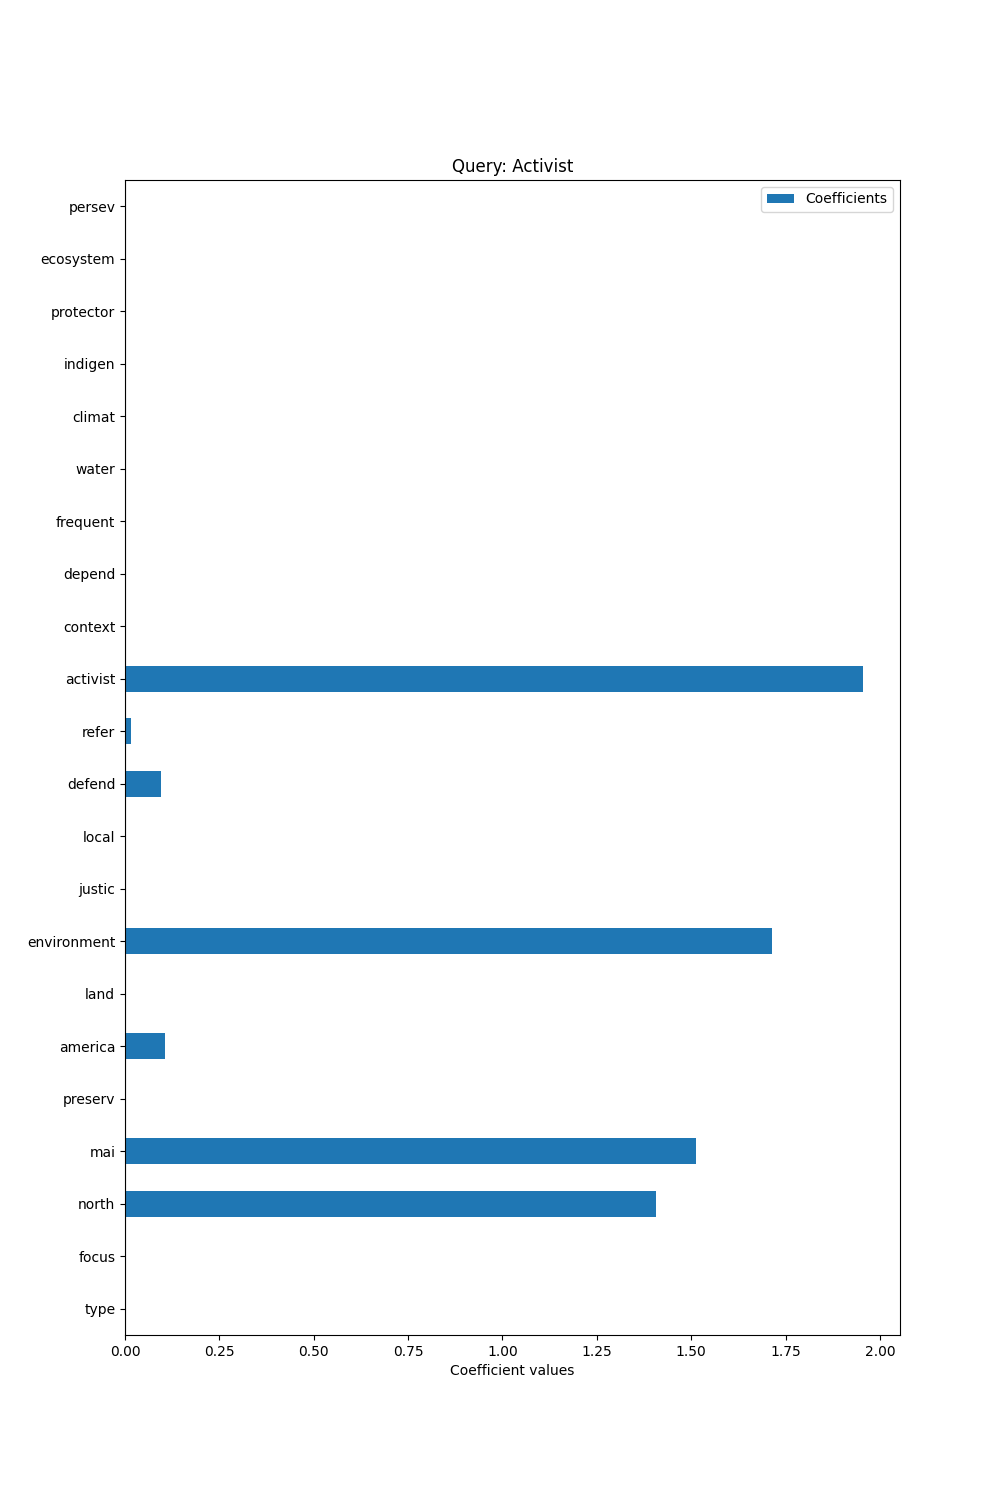 Query: Activist
Coefficients
persev
ecosystem
protector
indigen
climat
water
frequent
depend
context
activist
refer
defend
local
justic
environment
land
america
preserv
mai
north
focus
type
0.00 0.25 0.50 0.75 1.00 1.25 1.50 1.75 2.00
Coefficient values